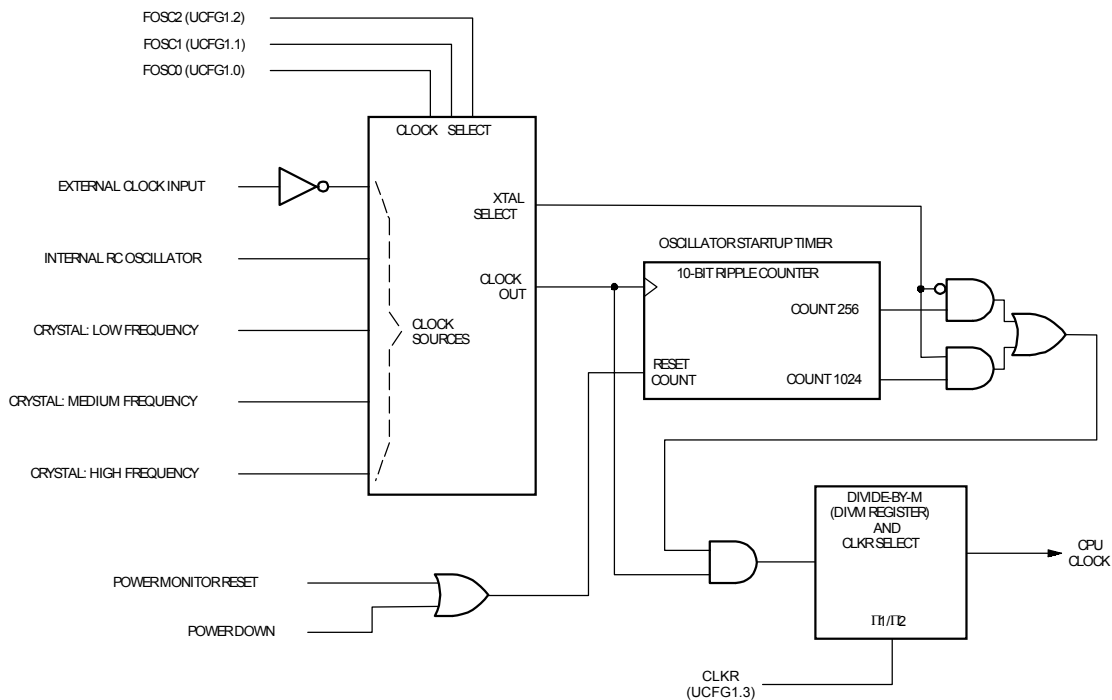 FOSC2 (UCFG1.2)
FOSC1 (UCFG1.1)
FOSC0 (UCFG1.0)
CLOCK SELECT
EXTERNAL CLOCK INPUT
XTAL
SELECT
OSCILLATOR STARTUP TIMER
INTERNAL RC OSCILLATOR
10-BIT RIPPLE COUNTER
CLOCK
OUT
COUNT 256
CRYSTAL: LOW FREQUENCY
CLOCK
SOURCES
RESET
COUNT
COUNT 1024
CRYSTAL: MEDIUM FREQUENCY
CRYSTAL: HIGH FREQUENCY
DIVIDE-BY-M
(DIVM REGISTER)
AND
CLKR SELECT
CPU
CLOCK
POWER MONITOR RESET
POWER DOWN
Π1/Π2
CLKR
(UCFG1.3)